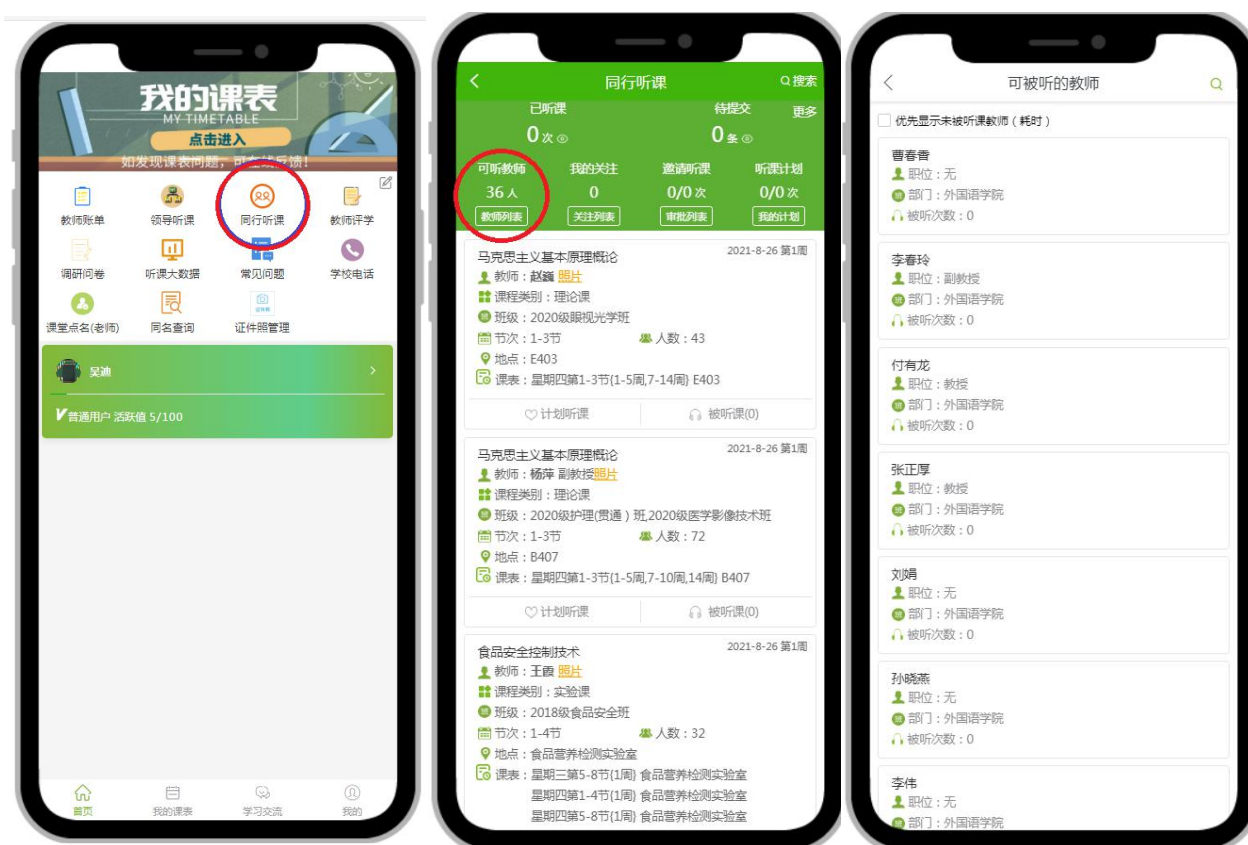 我的课表
MY TIMETABLE
点击进入
如发现课表问题，可在线反馈！
教师账单
领导听课
同行听课
教师评学
调研问卷
听课大数据
常见问题
学校电话
课堂点名(老师)
同名查询
证件照管理
吴迪
普通用户 活跃值 5/100
首页
我的课表
学习交流
我的
同行听课
搜索
已听课
待提交
更多
0次
0条
可听教师
我的关注
邀请听课
听课计划
36人
0
0/0次
0/0次
教师列表
关注列表
审批列表
我的计划
马克思主义基本原理概论
2021-8-26 第1周
教师：赵巍 照片
课程类别：理论课
班级：2020级眼视光学班
节次：1-3节
人数：43
地点：E403
课表：星期四第1-3节{1-5周,7-14周} E403
计划听课
被听课(0)
马克思主义基本原理概论
2021-8-26 第1周
教师：杨萍 副教授照片
课程类别：理论课
班级：2020级护理(贯通）班,2020级医学影像技术班
节次：1-3节
人数：72
地点：B407
课表：星期四第1-3节{1-5周,7-10周,14周} B407
计划听课
被听课(0)
食品安全控制技术
2021-8-26 第1周
教师：王霞 照片
课程类别：实验课
班级：2018级食品安全班
节次：1-4节
人数：32
地点：食品营养检测实验室
课表：星期三第5-8节{1周} 食品营养检测实验室
星期四第1-4节{1周} 食品营养检测实验室
星期四第5-8节{1周} 食品营养检测实验室
可被听的教师
优先显示未被听课教师（耗时）
曹春香
职位：无
部门：外国语学院
被听次数：0
李春玲
职位：副教授
部门：外国语学院
被听次数：0
付有龙
职位：教授
部门：外国语学院
被听次数：0
张正厚
职位：教授
部门：外国语学院
被听次数：0
刘娟
职位：无
部门：外国语学院
被听次数：0
孙晓燕
职位：无
部门：外国语学院
被听次数：0
李伟
职位：无
部门：外国语学院